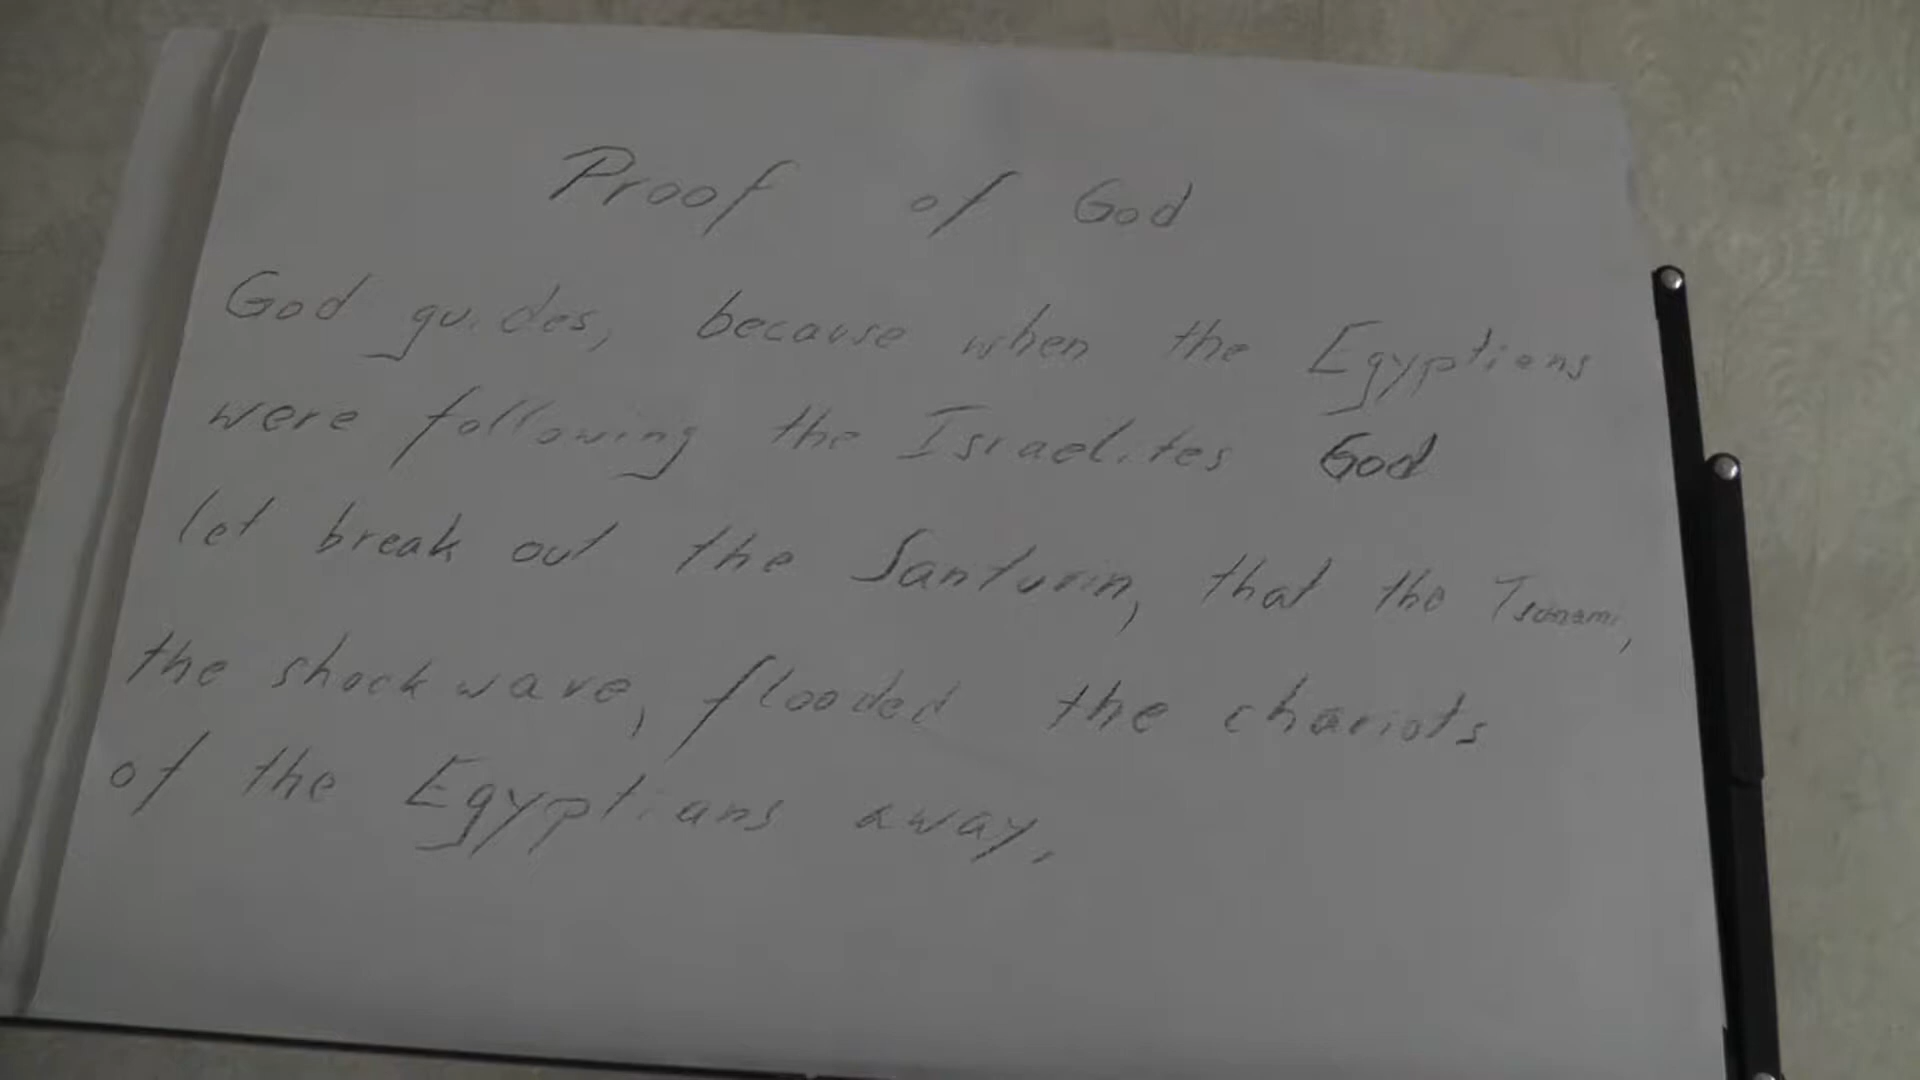 Proof of God
God guides, because when the Egyptians
were following the Israelites God
let break out the Santorin, that the Tsunami,
the shockwave, flooded the chariots
of the Egyptians away.